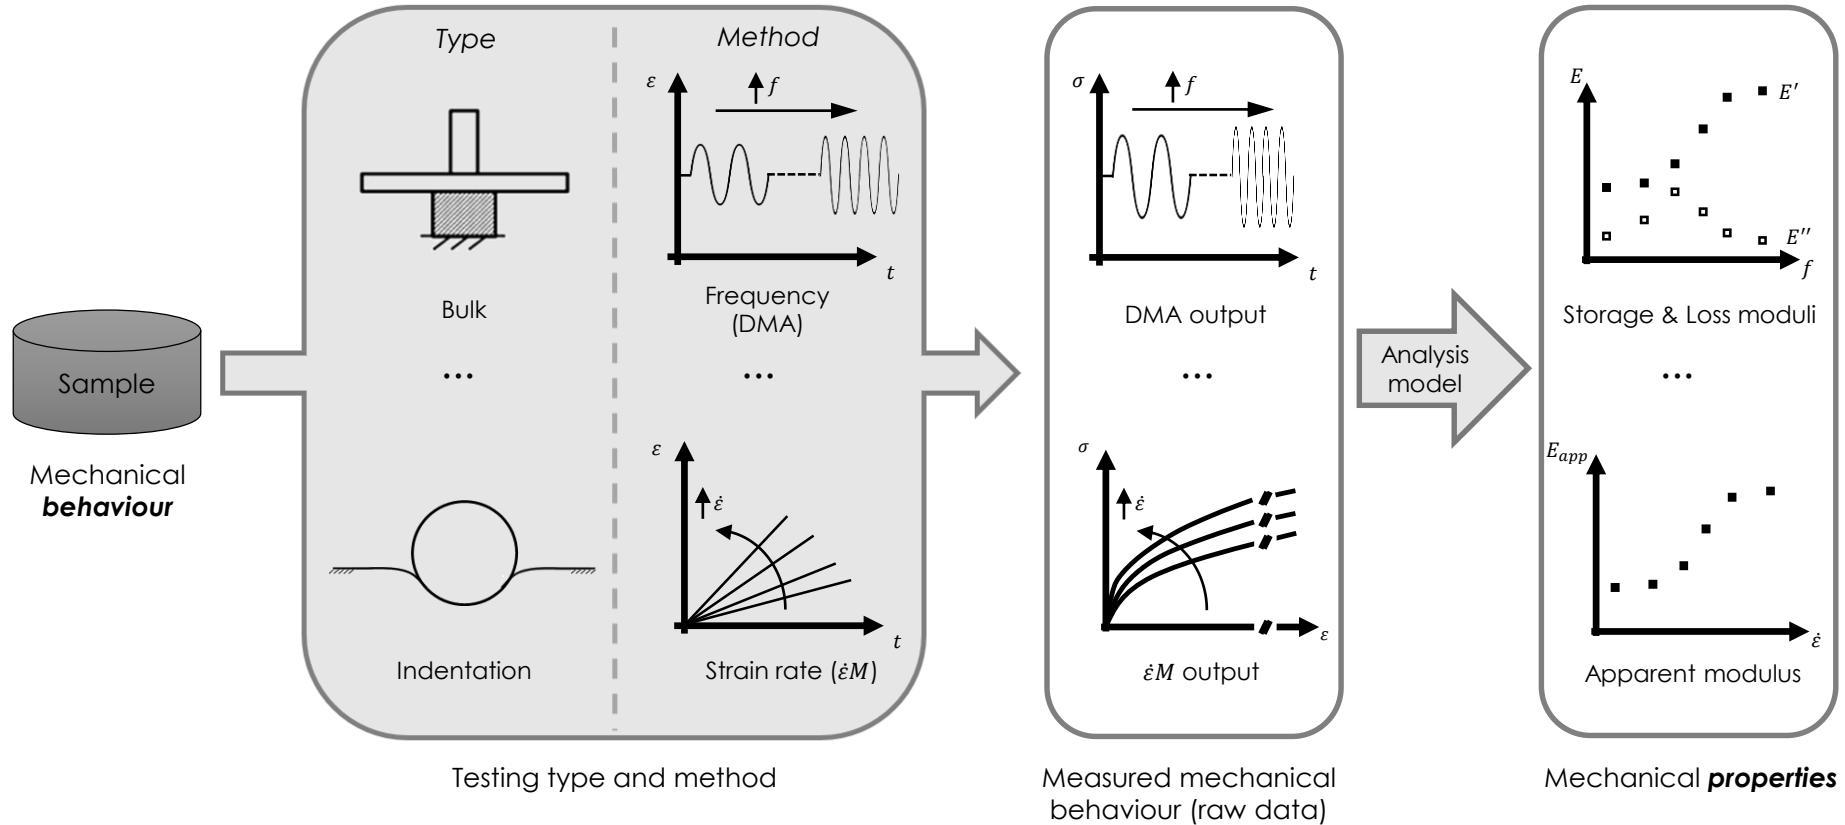 Sample
Mechanical
behaviour
Type
Method
Bulk
...
Indentation
ε
f
t
Frequency
(DMA)
...
ε
ε̇
t
Strain rate (ε̇M)
Testing type and method
σ
f
t
DMA output
...
σ
ε̇
ε
ε̇M output
Measured mechanical
behaviour (raw data)
Analysis
model
E
E'
E''
f
Storage & Loss moduli
...
E_app
ε̇
Apparent modulus
Mechanical properties